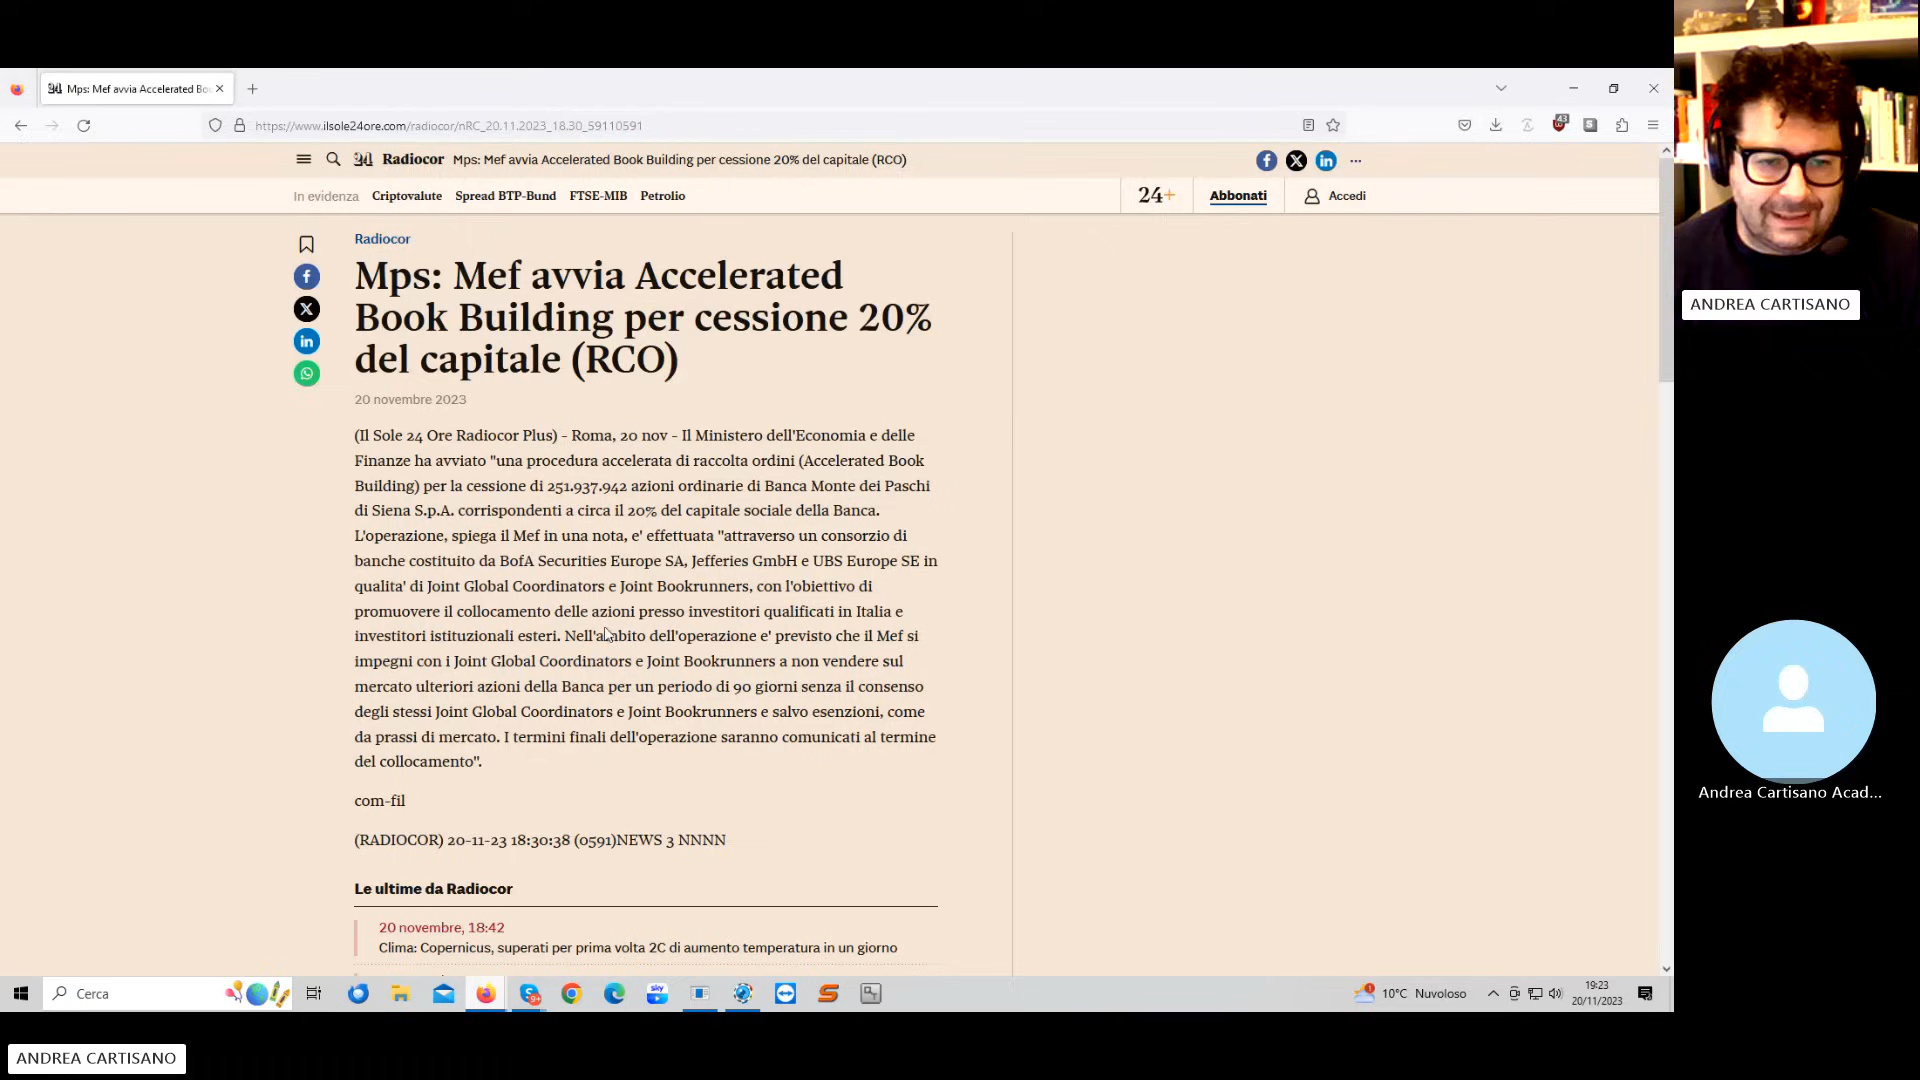 Mps: Mef avvia Accelerated Bo
https://www.ilsole24ore.com/radiocor/nRC_20.11.2023_18.30_59110591
43
24 Radiocor Mps: Mef avvia Accelerated Book Building per cessione 20% del capitale (RCO)
In evidenza Criptovalute Spread BTP-Bund FTSE-MIB Petrolio
24+ Abbonati Accedi
Radiocor
Mps: Mef avvia Accelerated
Book Building per cessione 20%
del capitale (RCO)
20 novembre 2023
(Il Sole 24 Ore Radiocor Plus) - Roma, 20 nov - Il Ministero dell'Economia e delle
Finanze ha avviato "una procedura accelerata di raccolta ordini (Accelerated Book
Building) per la cessione di 251.937.942 azioni ordinarie di Banca Monte dei Paschi
di Siena S.p.A. corrispondenti a circa il 20% del capitale sociale della Banca.
L'operazione, spiega il Mef in una nota, e' effettuata "attraverso un consorzio di
banche costituito da BofA Securities Europe SA, Jefferies GmbH e UBS Europe SE in
qualita' di Joint Global Coordinators e Joint Bookrunners, con l'obiettivo di
promuovere il collocamento delle azioni presso investitori qualificati in Italia e
investitori istituzionali esteri. Nell'ambito dell'operazione e' previsto che il Mef si
impegni con i Joint Global Coordinators e Joint Bookrunners a non vendere sul
mercato ulteriori azioni della Banca per un periodo di 90 giorni senza il consenso
degli stessi Joint Global Coordinators e Joint Bookrunners e salvo esenzioni, come
da prassi di mercato. I termini finali dell'operazione saranno comunicati al termine
del collocamento".
com-fil
(RADIOCOR) 20-11-23 18:30:38 (0591)NEWS 3 NNNN
Le ultime da Radiocor
20 novembre, 18:42
Clima: Copernicus, superati per prima volta 2C di aumento temperatura in un giorno
Cerca
sky
10°C Nuvoloso
19:23
20/11/2023
ANDREA CARTISANO
Andrea Cartisano Acad...
ANDREA CARTISANO